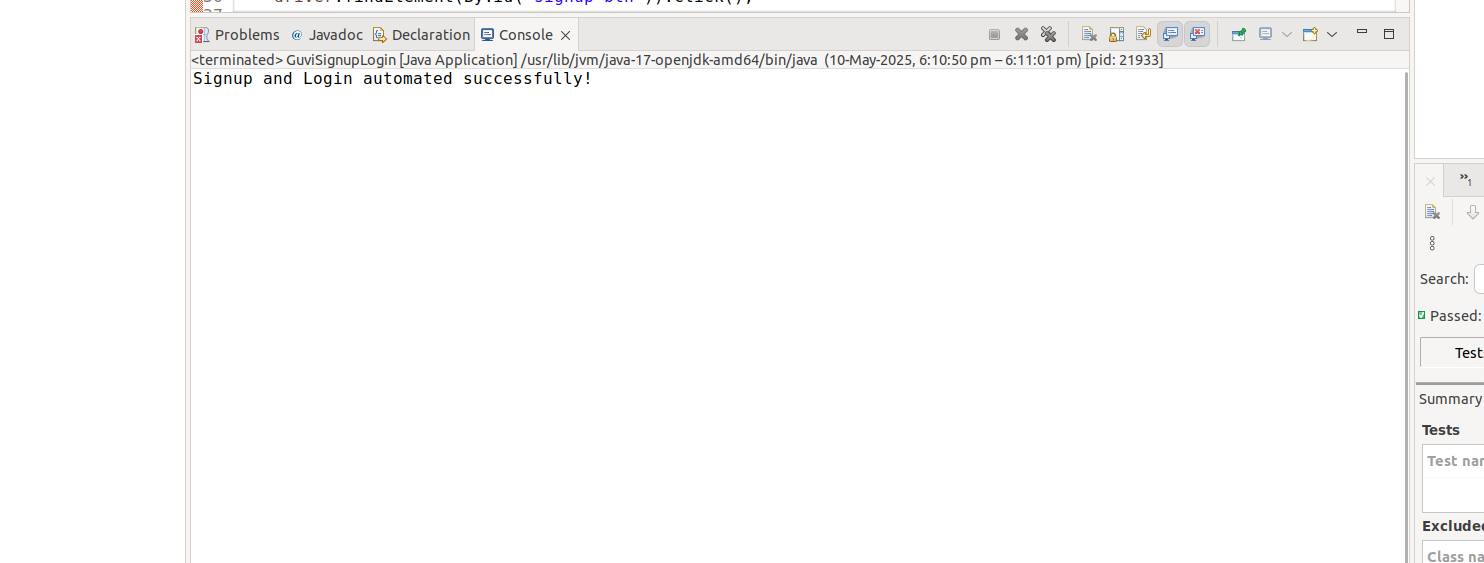 driver.findElement(By.id("signup-btn")).click();
Problems @ Javadoc Declaration Console
<terminated> GuviSignupLogin [Java Application] /usr/lib/jvm/java-17-openjdk-amd64/bin/java (10-May-2025, 6:10:50 pm – 6:11:01 pm) [pid: 21933]
Signup and Login automated successfully!
»1
Search:
Passed:
Test
Summary
Tests
Test nam
Excluded
Class na